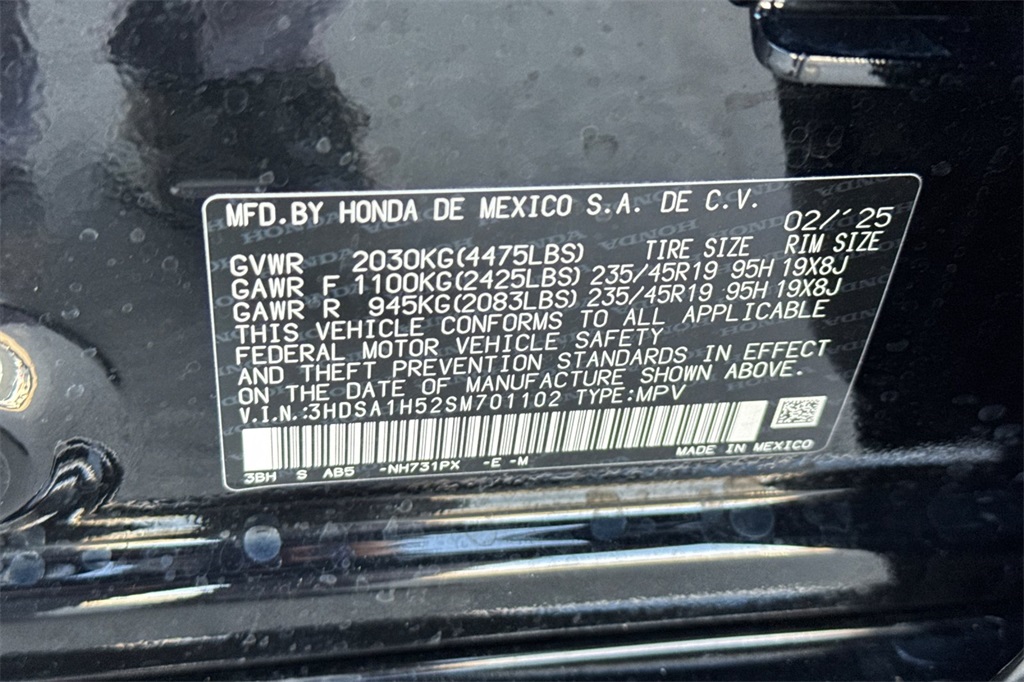 MFD.BY HONDA DE MEXICO S.A. DE C.V.
02/'25
GVWR 2030KG(4475LBS) TIRE SIZE RIM SIZE
GAWR F 1100KG(2425LBS) 235/45R19 95H 19X8J
GAWR R 945KG(2083LBS) 235/45R19 95H 19X8J
THIS VEHICLE CONFORMS TO ALL APPLICABLE
FEDERAL MOTOR VEHICLE SAFETY
AND THEFT PREVENTION STANDARDS IN EFFECT
ON THE DATE OF MANUFACTURE SHOWN ABOVE.
V.I.N.:3HDSA1H52SM701102 TYPE:MPV
MADE IN MEXICO
3BH S AB5 -NH731PX -E -M